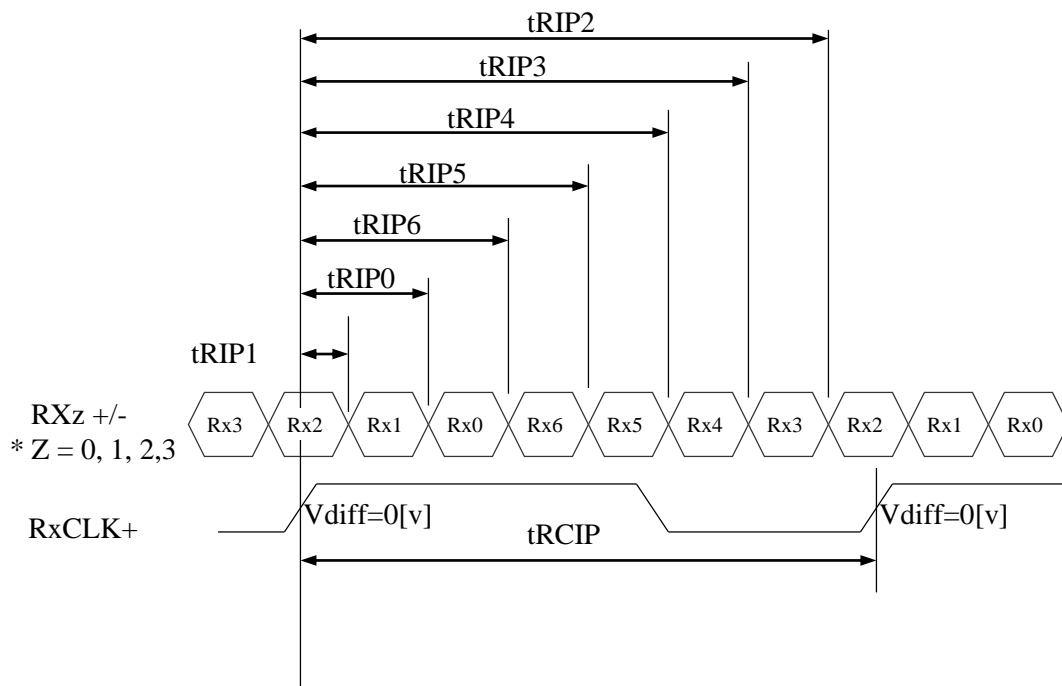 tRIP2
tRIP3
tRIP4
tRIP5
tRIP6
tRIP0
tRIP1
RXz +/-
* Z = 0, 1, 2,3
Rx3 Rx2 Rx1 Rx0 Rx6 Rx5 Rx4 Rx3 Rx2 Rx1 Rx0
RxCLK+
Vdiff=0[v] Vdiff=0[v]
tRCIP